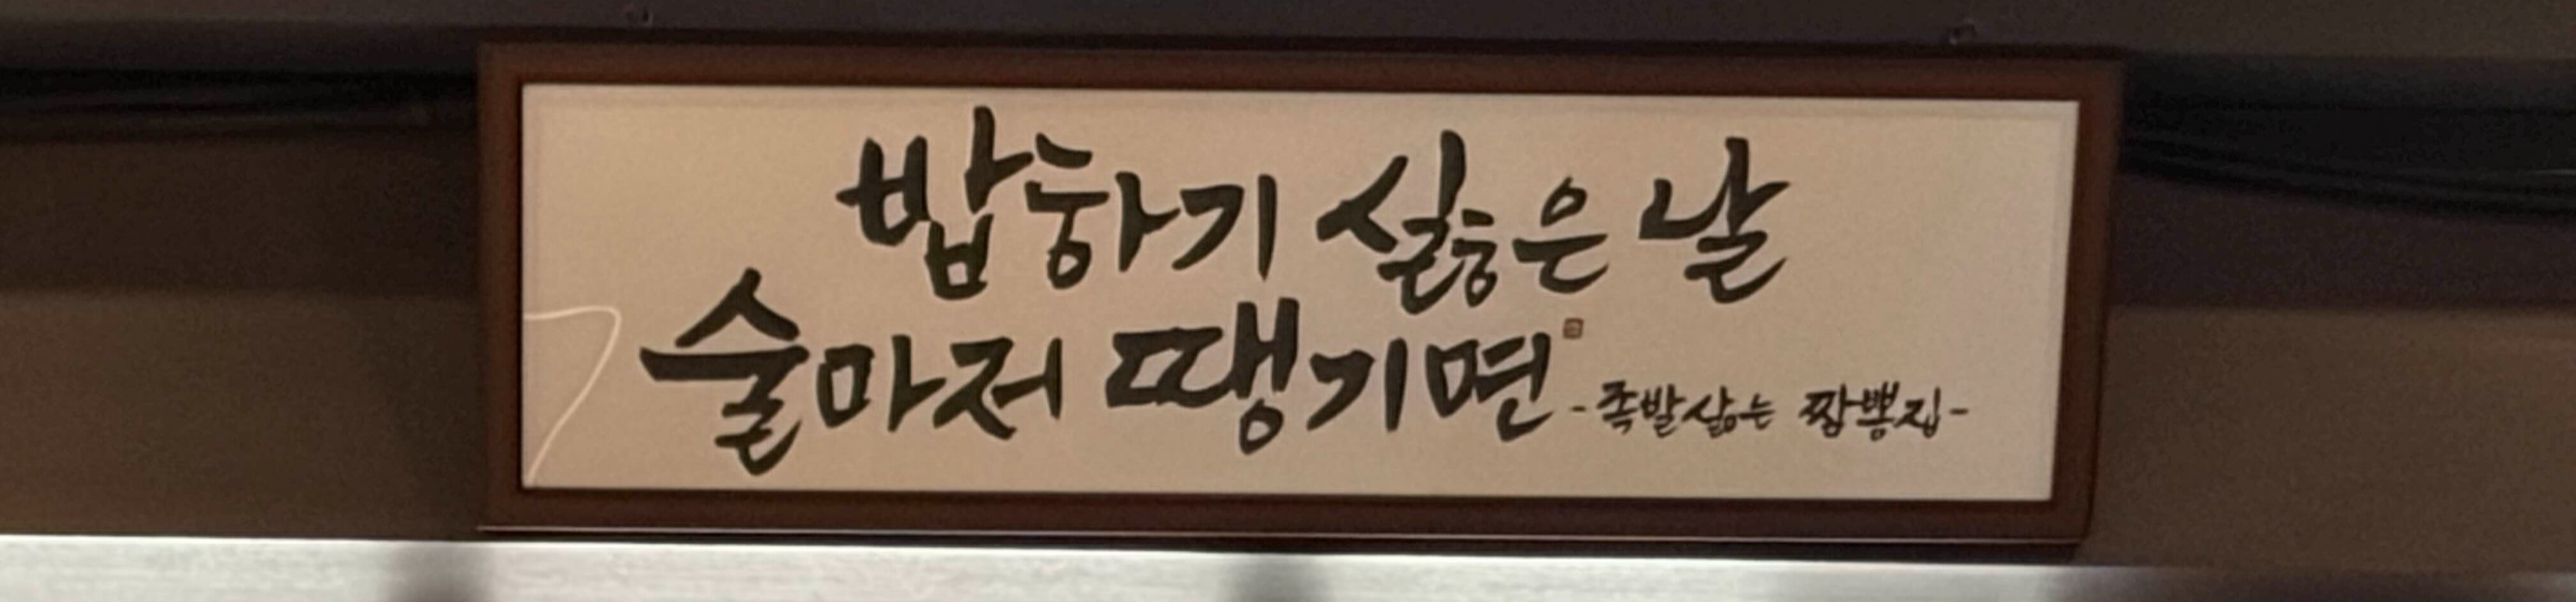 밥하기 싫은 날
술마저 땡기면
-족발삶는 짬뽕집-